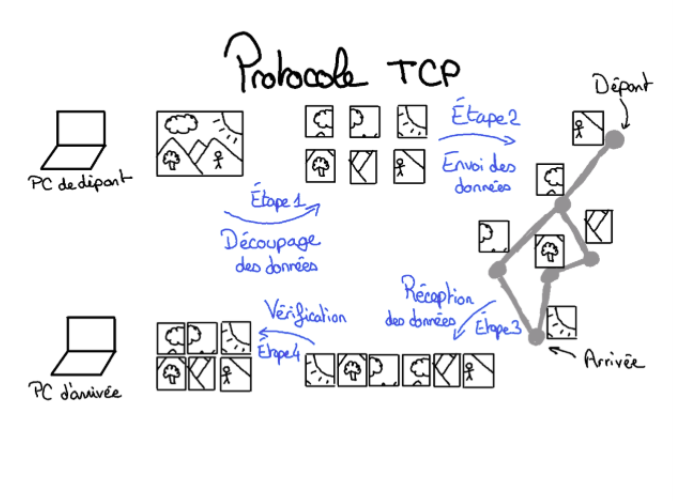 Protocole TCP
Départ
PC de départ
Étape 1
Découpage
des données
Étape 2
Envoi des
données
Réception
des données
Étape 3
Arrivée
Vérification
Étape 4
PC d'arrivée